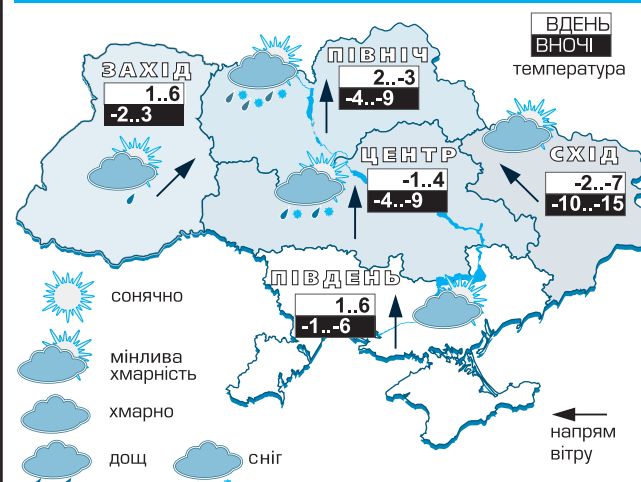 ВДЕНЬ
ВНОЧІ
температура
ПІВНІЧ
2..-3
-4..-9
ЗАХІД
1..6
-2..3
ЦЕНТР
-1..4
-4..-9
СХІД
-2..-7
-10..-15
ПІВДЕНЬ
1..6
-1..-6
сонячно
мінлива
хмарність
хмарно
дощ
сніг
напрям
вітру